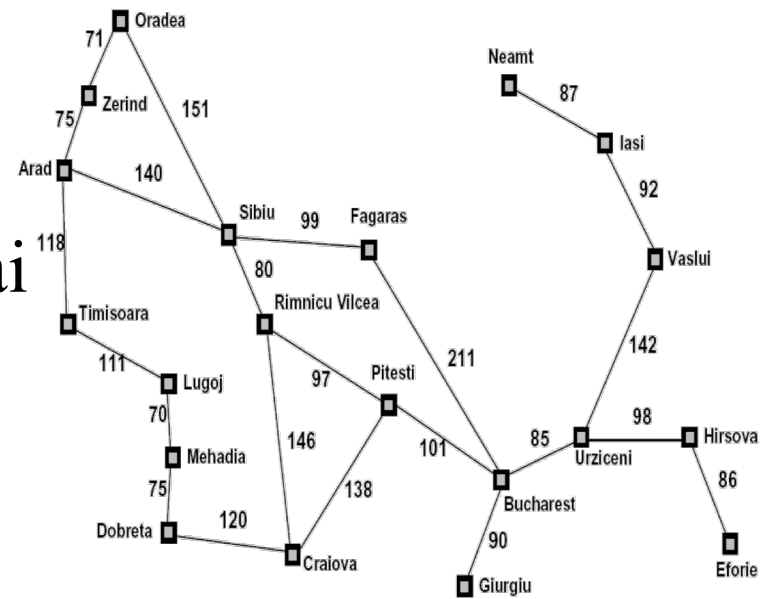 Oradea
71
Neamt
87
Zerind
151
75
Iasi
Arad
140
92
Sibiu
99
Fagaras
118
ai
80
Vaslui
Rimnicu Vilcea
Timisoara
142
211
111
97
Pitesti
Lugoj
70
98
146
101
85
Hirsova
Mehadia
Urziceni
75
138
86
Bucharest
120
Dobreta
90
Craiova
Eforie
Giurgiu